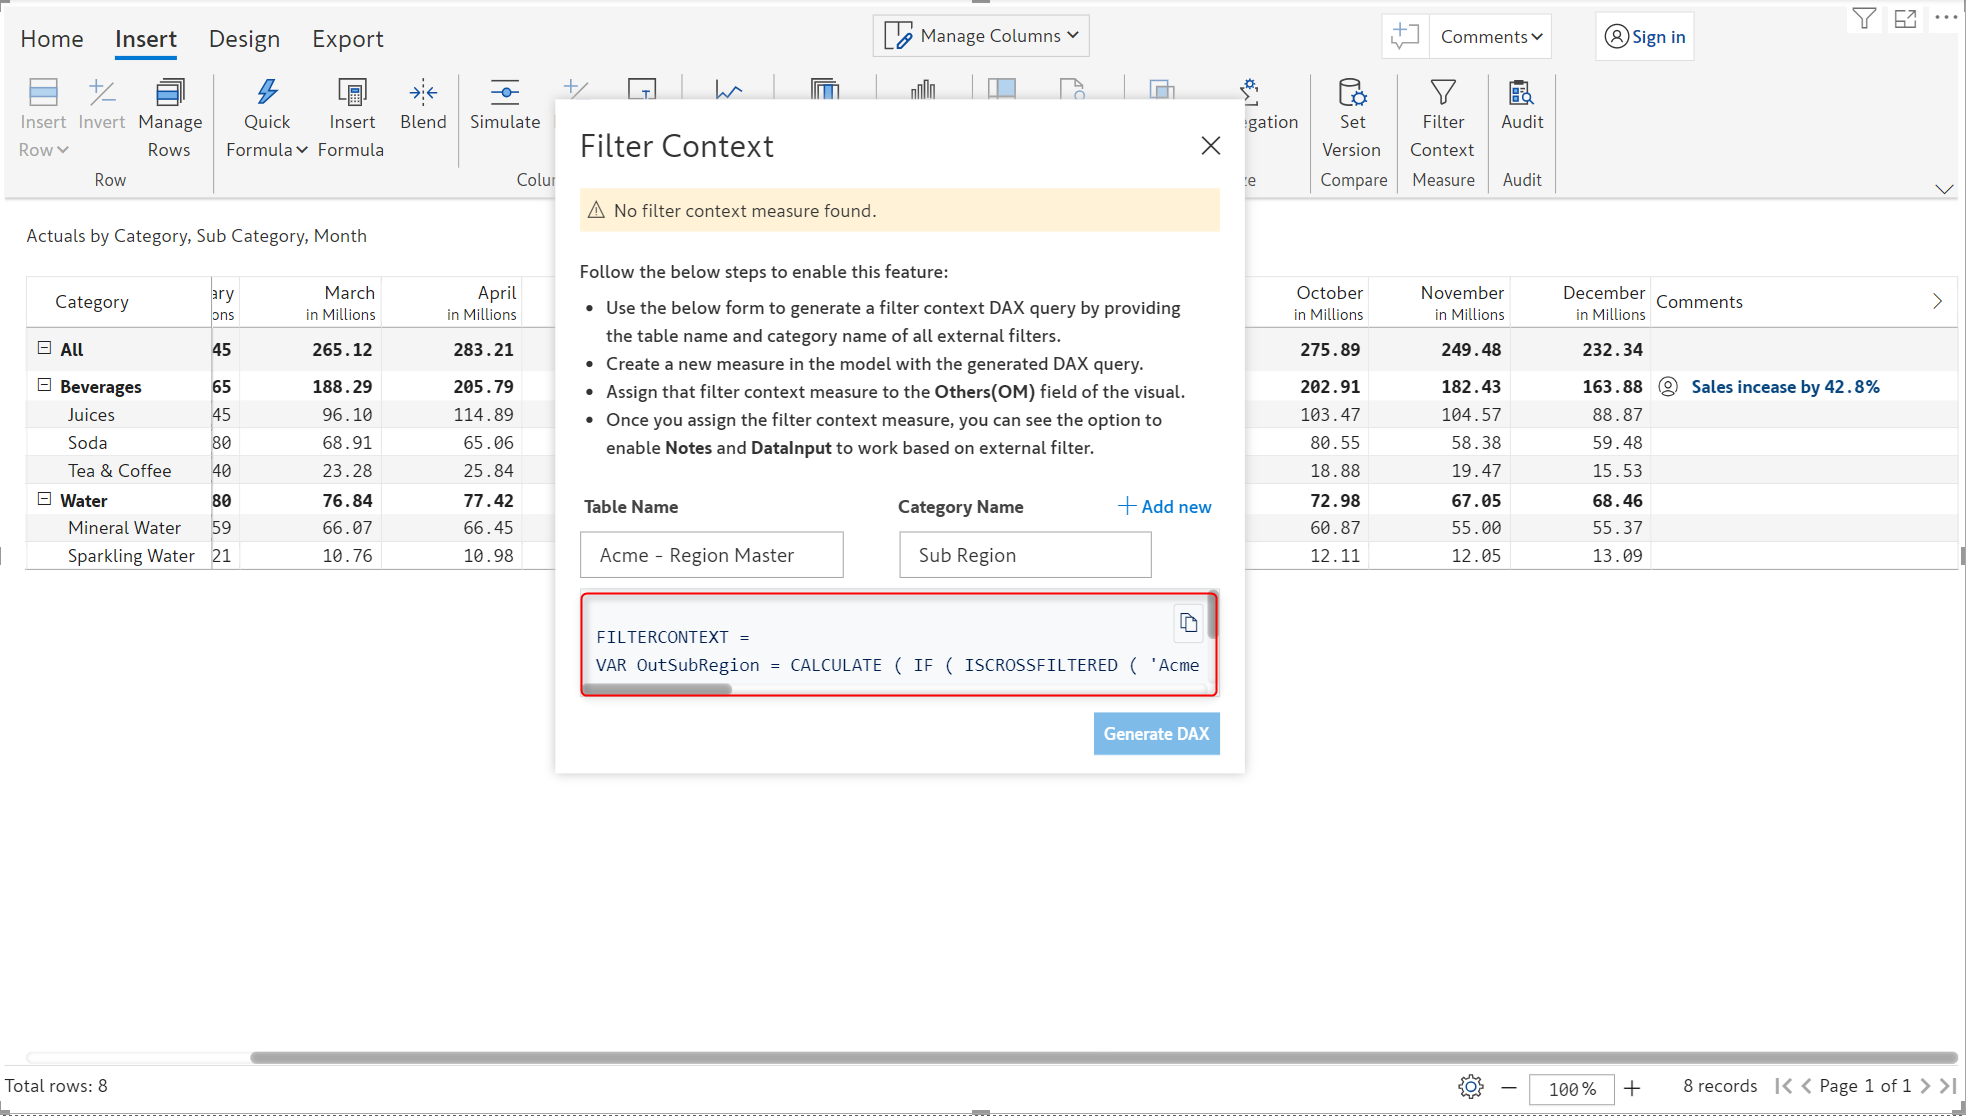 Home Insert Design Export
Manage Columns
Comments
Sign in
Insert Row
Invert
Manage Rows
Row
Quick Formula
Insert Formula
Blend
Simulate
gation
Set Version
Compare
Filter Context
Measure
Audit
Audit
Actuals by Category, Sub Category, Month
Category March in Millions April in Millions October in Millions November in Millions December in Millions Comments
All 45 265.12 283.21 275.89 249.48 232.34
Beverages 65 188.29 205.79 202.91 182.43 163.88 Sales incease by 42.8%
Juices 45 96.10 114.89 103.47 104.57 88.87
Soda 80 68.91 65.06 80.55 58.38 59.48
Tea & Coffee 40 23.28 25.84 18.88 19.47 15.53
Water 80 76.84 77.42 72.98 67.05 68.46
Mineral Water 59 66.07 66.45 60.87 55.00 55.37
Sparkling Water 21 10.76 10.98 12.11 12.05 13.09
Filter Context
No filter context measure found.
Follow the below steps to enable this feature:
• Use the below form to generate a filter context DAX query by providing
the table name and category name of all external filters.
• Create a new measure in the model with the generated DAX query.
• Assign that filter context measure to the Others(OM) field of the visual.
• Once you assign the filter context measure, you can see the option to
enable Notes and DataInput to work based on external filter.
Table Name Category Name + Add new
Acme - Region Master Sub Region
FILTERCONTEXT =
VAR OutSubRegion = CALCULATE ( IF ( ISCROSSFILTERED ( 'Acme
Generate DAX
Total rows: 8
100%
8 records
Page 1 of 1